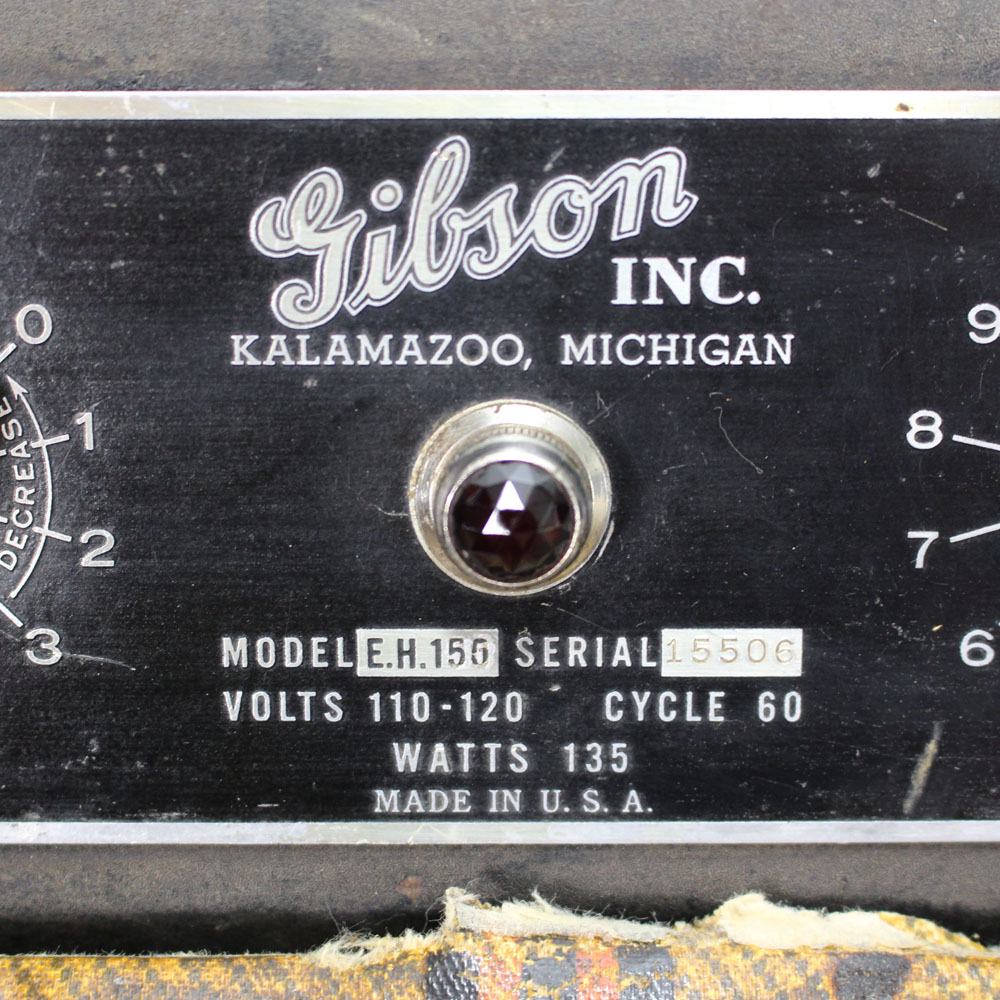 Gibson
INC.
KALAMAZOO, MICHIGAN
0
1
2
3
DECREASE
9
8
7
6
MODEL E.H.150 SERIAL 15506
VOLTS 110-120 CYCLE 60
WATTS 135
MADE IN U. S. A.